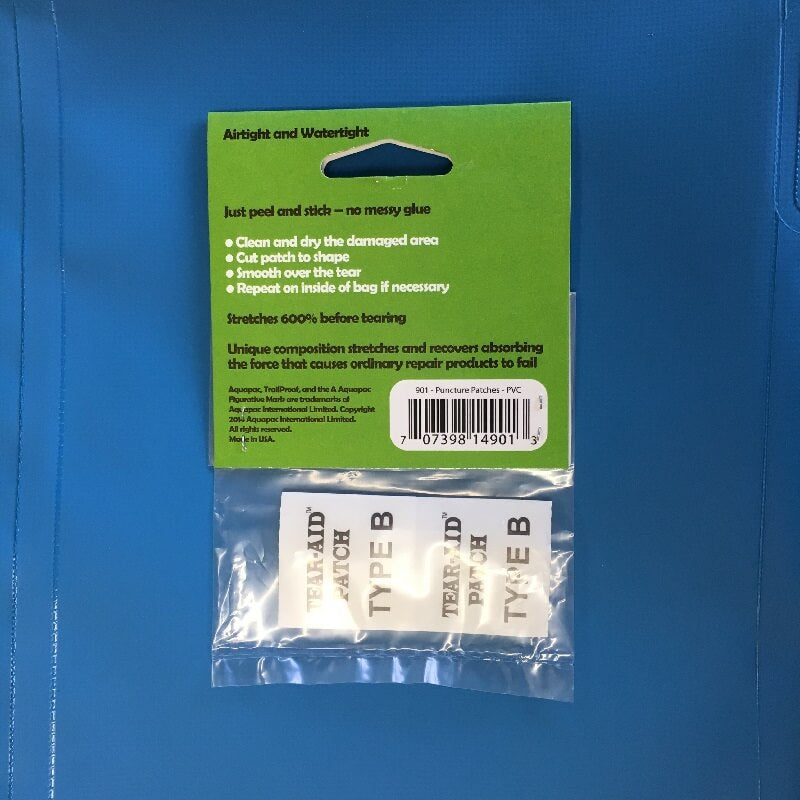 Airtight and Watertight
Just peel and stick – no messy glue
● Clean and dry the damaged area
● Cut patch to shape
● Smooth over the tear
● Repeat on inside of bag if necessary
Stretches 600% before tearing
Unique composition stretches and recovers absorbing
the force that causes ordinary repair products to fail
Aquapac, TrailProof, and the A Aquapac
Figurative Mark are trademarks of
Aquapac International Limited. Copyright
2014 Aquapac International Limited.
All rights reserved.
Made in USA.
901 - Puncture Patches - PVC
7 07398 14901 3
TEAR-AID™
PATCH
TYPE B
TEAR-AID™
PATCH
TYPE B